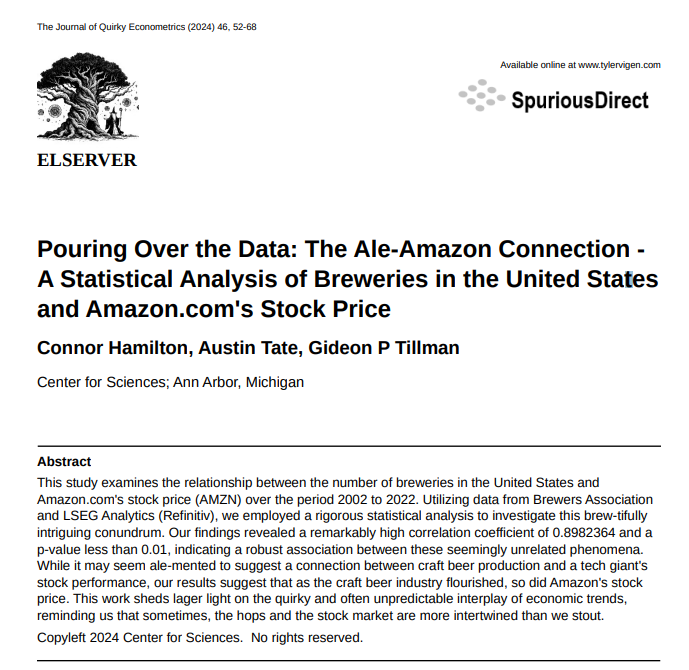 The Journal of Quirky Econometrics (2024) 46, 52-68
Available online at www.tylervigen.com
SpuriousDirect
ELSERVER
Pouring Over the Data: The Ale-Amazon Connection -
A Statistical Analysis of Breweries in the United States
and Amazon.com's Stock Price
Connor Hamilton, Austin Tate, Gideon P Tillman
Center for Sciences; Ann Arbor, Michigan
Abstract
This study examines the relationship between the number of breweries in the United States and
Amazon.com's stock price (AMZN) over the period 2002 to 2022. Utilizing data from Brewers Association
and LSEG Analytics (Refinitiv), we employed a rigorous statistical analysis to investigate this brew-tifully
intriguing conundrum. Our findings revealed a remarkably high correlation coefficient of 0.8982364 and a
p-value less than 0.01, indicating a robust association between these seemingly unrelated phenomena.
While it may seem ale-mented to suggest a connection between craft beer production and a tech giant's
stock performance, our results suggest that as the craft beer industry flourished, so did Amazon's stock
price. This work sheds lager light on the quirky and often unpredictable interplay of economic trends,
reminding us that sometimes, the hops and the stock market are more intertwined than we stout.
Copyleft 2024 Center for Sciences.  No rights reserved.